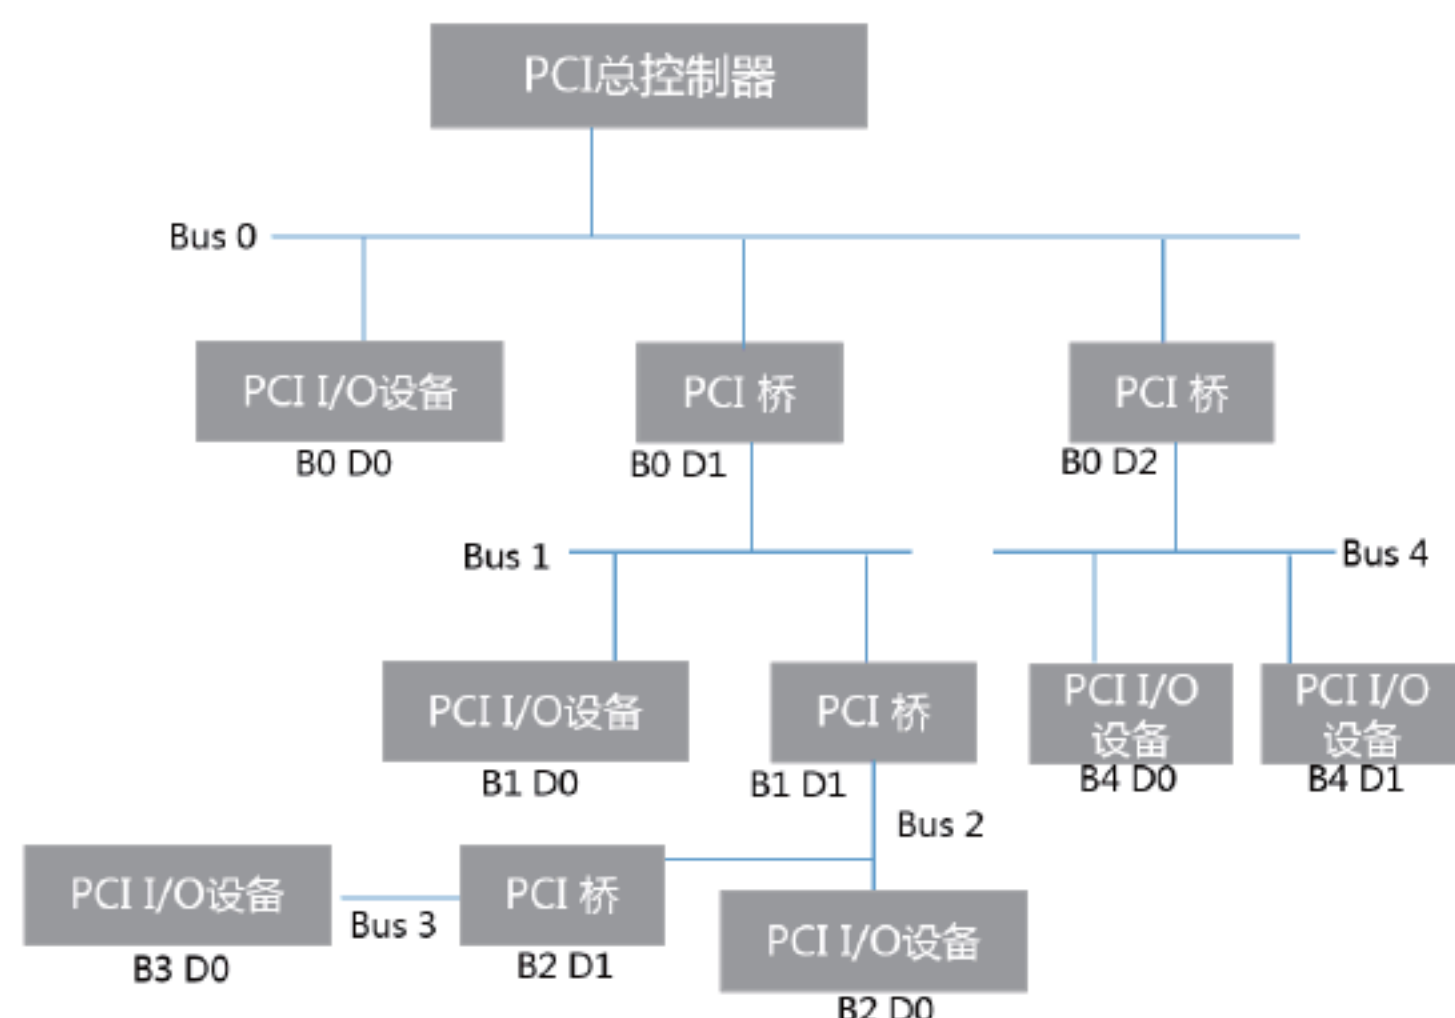 PCI总控制器
Bus 0
PCI I/O设备
B0 D0
PCI 桥
B0 D1
PCI 桥
B0 D2
Bus 1
Bus 4
PCI I/O设备
B1 D0
PCI 桥
B1 D1
PCI I/O
设备
B4 D0
PCI I/O
设备
B4 D1
Bus 2
PCI I/O设备
B3 D0
Bus 3
PCI 桥
B2 D1
PCI I/O设备
B2 D0